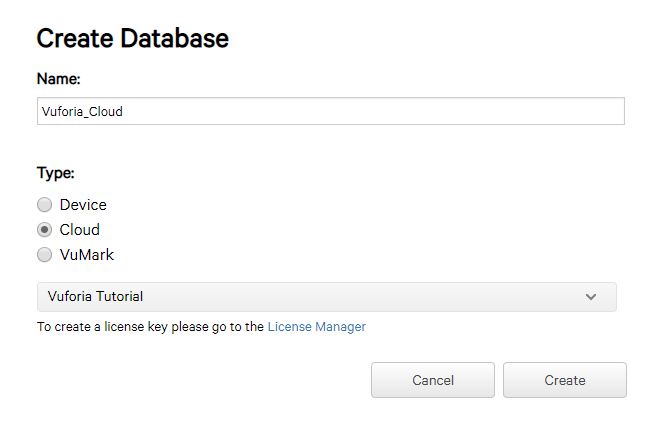 Create Database
Name:
Vuforia_Cloud
Type:
Device
Cloud
VuMark
Vuforia Tutorial
To create a license key please go to the License Manager
Cancel Create